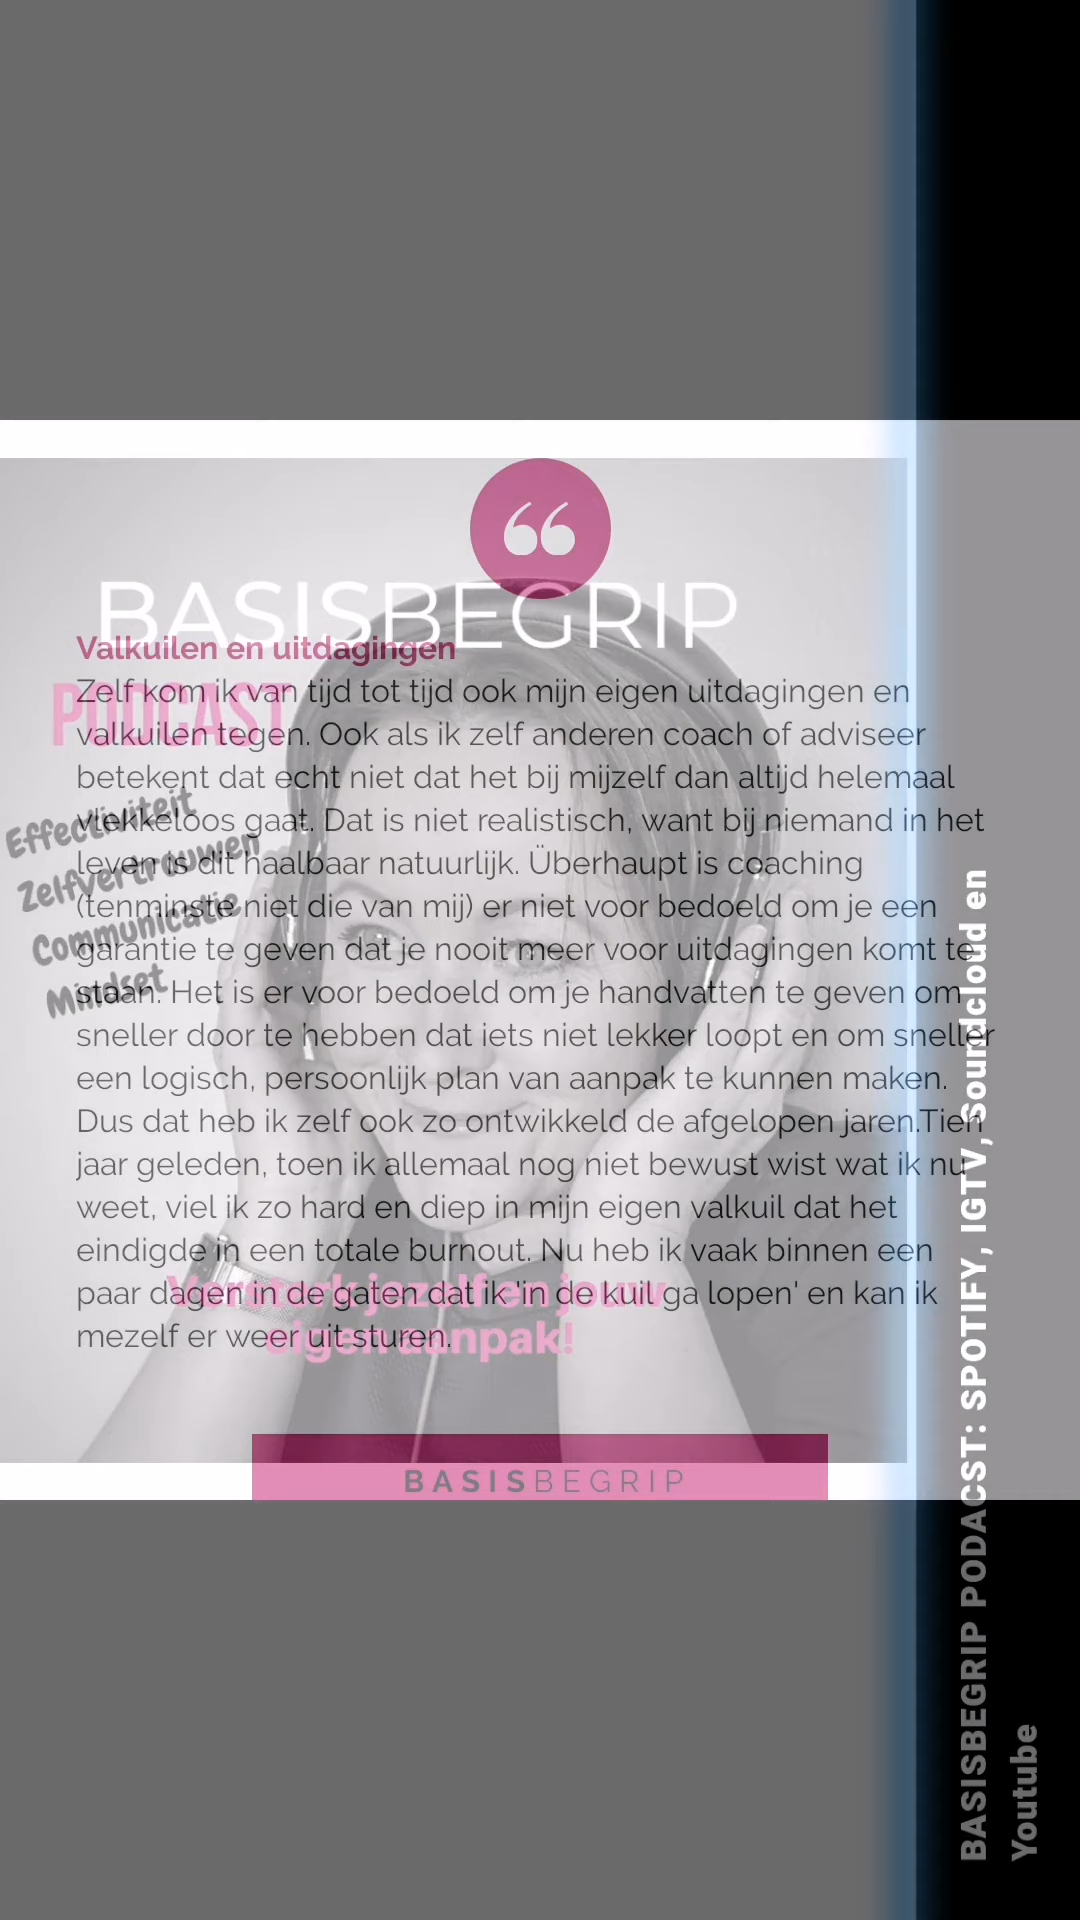 BASISBEGRIP
Valkuilen en uitdagingen
PODCAST
Zelf kom ik van tijd tot tijd ook mijn eigen uitdagingen en
valkuilen tegen. Ook als ik zelf anderen coach of adviseer
betekent dat echt niet dat het bij mijzelf dan altijd helemaal
vlekkeloos gaat. Dat is niet realistisch, want bij niemand in het
leven is dit haalbaar natuurlijk. Überhaupt is coaching
(tenminste niet die van mij) er niet voor bedoeld om je een
garantie te geven dat je nooit meer voor uitdagingen komt te
staan. Het is er voor bedoeld om je handvatten te geven om
sneller door te hebben dat iets niet lekker loopt en om sneller
een logisch, persoonlijk plan van aanpak te kunnen maken.
Dus dat heb ik zelf ook zo ontwikkeld de afgelopen jaren.Tien
jaar geleden, toen ik allemaal nog niet bewust wist wat ik nu
weet, viel ik zo hard en diep in mijn eigen valkuil dat het
eindigde in een totale burnout. Nu heb ik vaak binnen een
paar dagen in de gaten dat ik 'in de kuil ga lopen' en kan ik
mezelf er weer uit sturen.
Effectiviteit
Zelfvertrouwen
Communicatie
Mindset
Versterk jezelf en jouw
eigen aanpak!
BASISBEGRIP
BASISBEGRIP PODACST: SPOTIFY, IGTV, Soundcloud en
Youtube